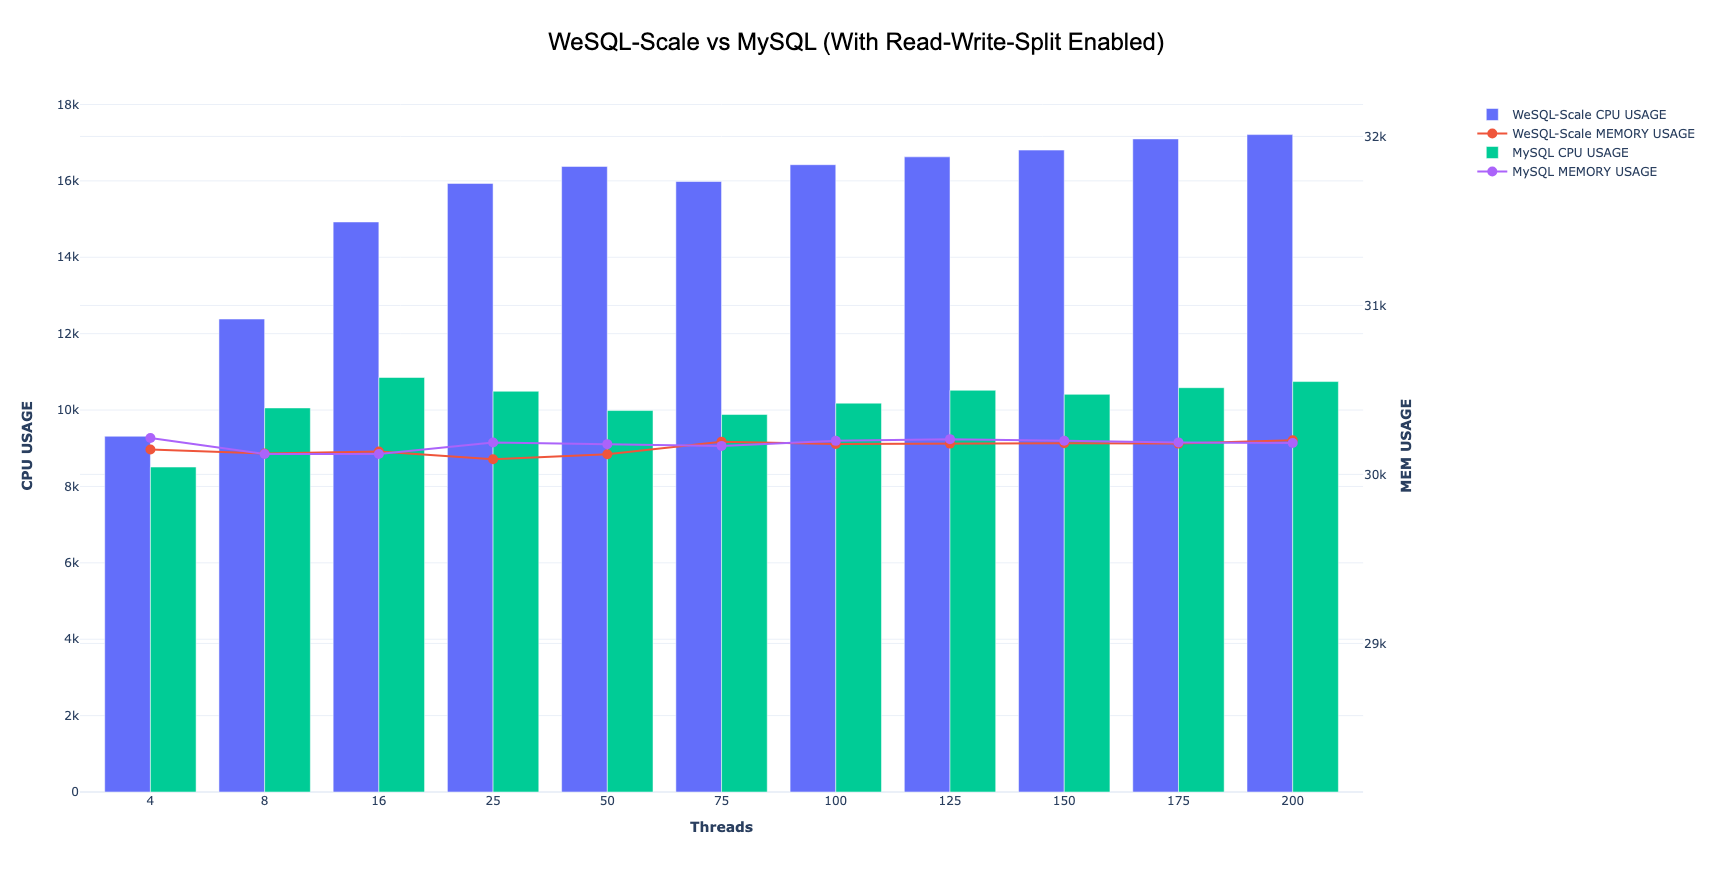 WeSQL-Scale vs MySQL (With Read-Write-Split Enabled)
18k
16k
14k
12k
10k
8k
6k
4k
2k
0
CPU USAGE
4 8 16 25 50 75 100 125 150 175 200
Threads
32k
31k
30k
29k
MEM USAGE
WeSQL-Scale CPU USAGE
WeSQL-Scale MEMORY USAGE
MySQL CPU USAGE
MySQL MEMORY USAGE